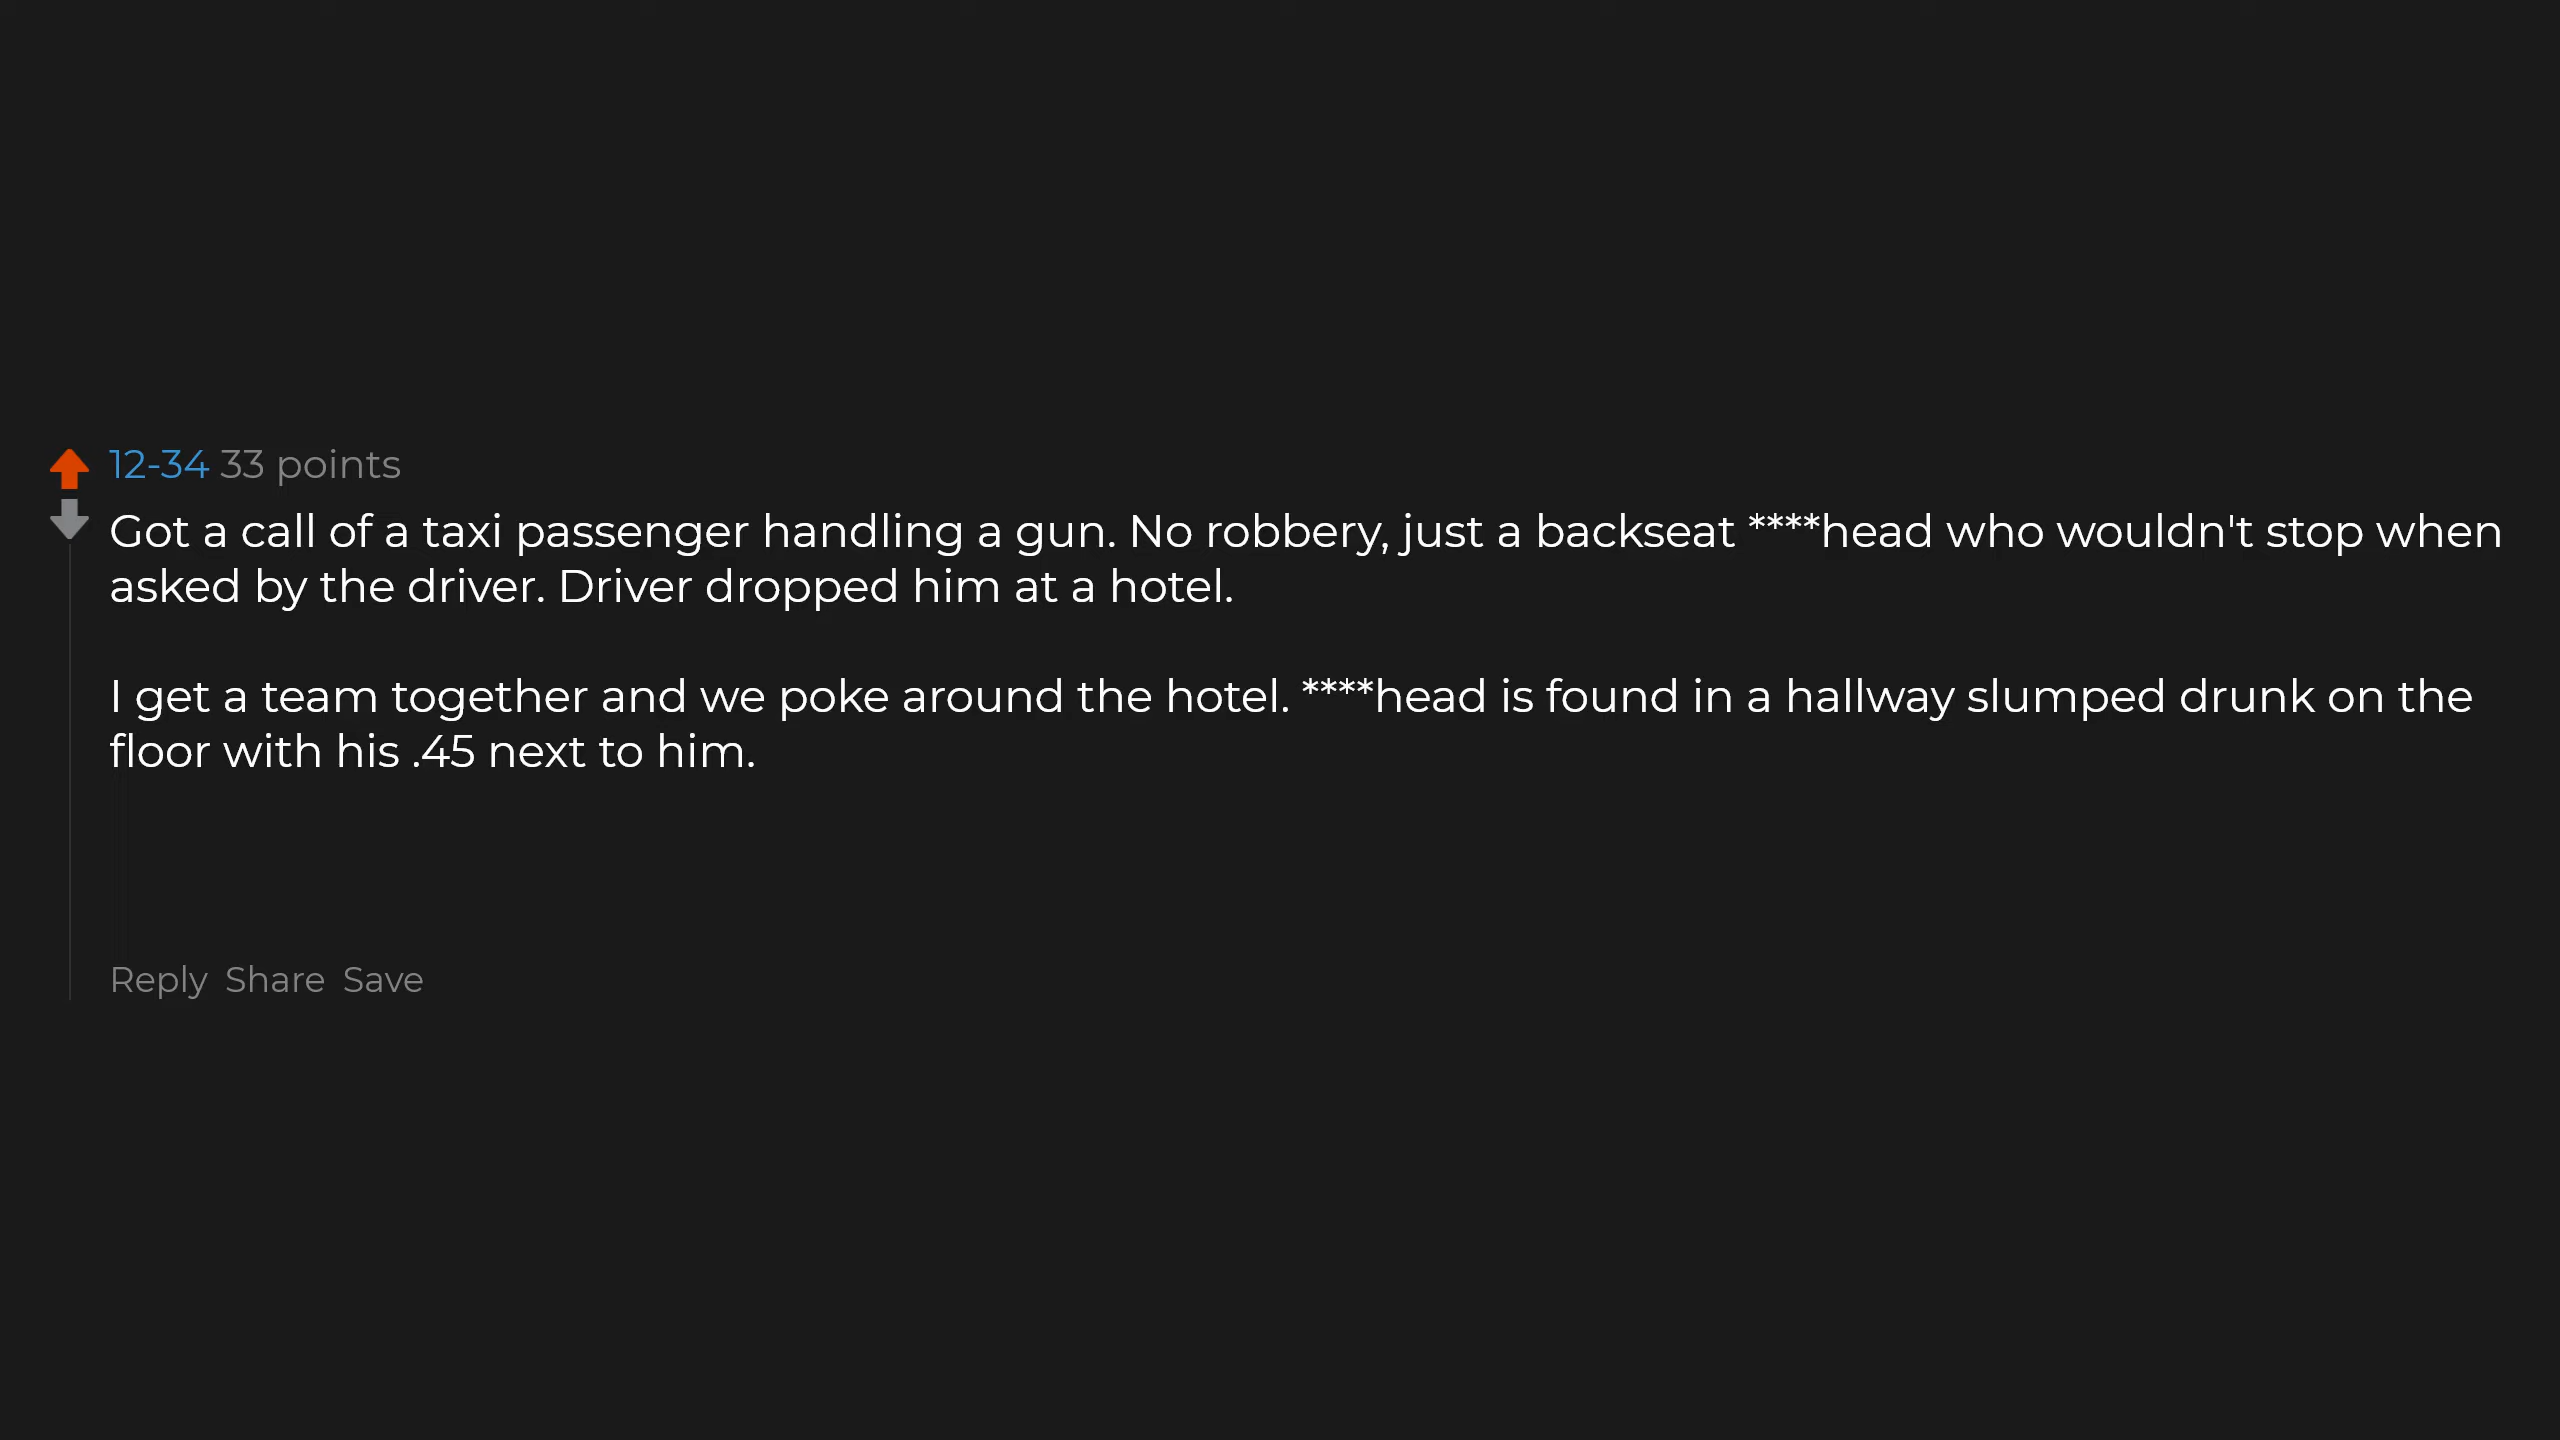 12-34 33 points
Got a call of a taxi passenger handling a gun. No robbery, just a backseat ****head who wouldn't stop when
asked by the driver. Driver dropped him at a hotel.
I get a team together and we poke around the hotel. ****head is found in a hallway slumped drunk on the
floor with his .45 next to him.
Reply Share Save